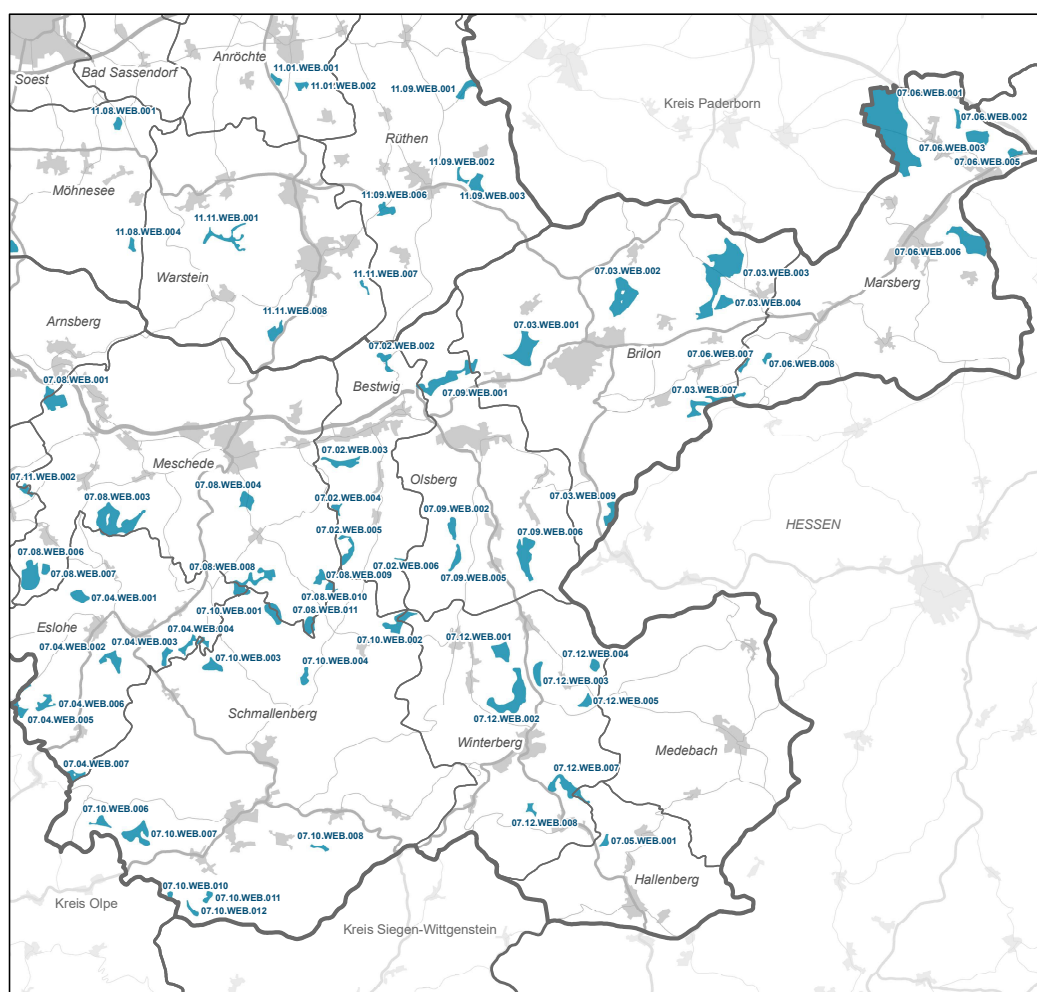 Anröchte
Soest
Bad Sassendorf
11.01.WEB.001
11.01.WEB.002
11.09.WEB.001
Kreis Paderborn
07.06.WEB.001
11.08.WEB.001
07.06.WEB.002
Rüthen
07.06.WEB.003
07.06.WEB.005
11.09.WEB.002
Möhnesee
11.09.WEB.006
11.09.WEB.003
11.11.WEB.001
11.08.WEB.004
07.06.WEB.006
Warstein
11.11.WEB.007
07.03.WEB.002
07.03.WEB.003
Marsberg
07.03.WEB.004
11.11.WEB.008
Arnsberg
07.03.WEB.001
07.02.WEB.002
Brilon
07.06.WEB.007
07.06.WEB.008
07.08.WEB.001
Bestwig
07.09.WEB.001
07.03.WEB.007
07.02.WEB.003
Meschede
07.11.WEB.002
Olsberg
07.08.WEB.004
07.08.WEB.003
07.02.WEB.004
07.03.WEB.009
07.09.WEB.002
HESSEN
07.02.WEB.005
07.09.WEB.006
07.08.WEB.006
07.08.WEB.007
07.08.WEB.008
07.02.WEB.006
07.08.WEB.009
07.09.WEB.005
07.04.WEB.001
07.08.WEB.010
07.10.WEB.001
07.08.WEB.011
Eslohe
07.04.WEB.004
07.04.WEB.002
07.04.WEB.003
07.10.WEB.002
07.12.WEB.001
07.12.WEB.004
07.10.WEB.003
07.10.WEB.004
07.12.WEB.003
07.04.WEB.006
07.12.WEB.005
07.04.WEB.005
Schmallenberg
07.12.WEB.002
Winterberg
Medebach
07.04.WEB.007
07.12.WEB.007
07.10.WEB.006
07.12.WEB.008
07.10.WEB.007
07.10.WEB.008
07.05.WEB.001
Hallenberg
07.10.WEB.010
07.10.WEB.011
Kreis Olpe
07.10.WEB.012
Kreis Siegen-Wittgenstein